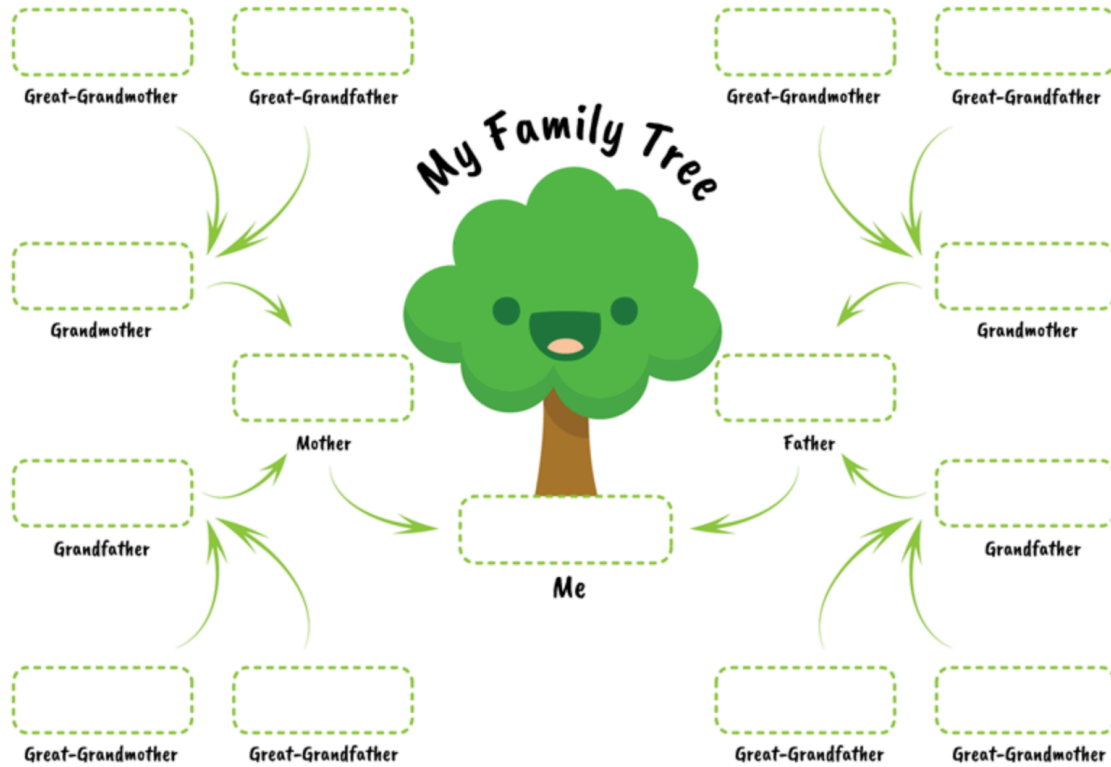 Great-Grandmother
Great-Grandfather
Great-Grandmother
Great-Grandfather
My Family Tree
Grandmother
Grandmother
Mother
Father
Grandfather
Grandfather
Me
Great-Grandmother
Great-Grandfather
Great-Grandfather
Great-Grandmother